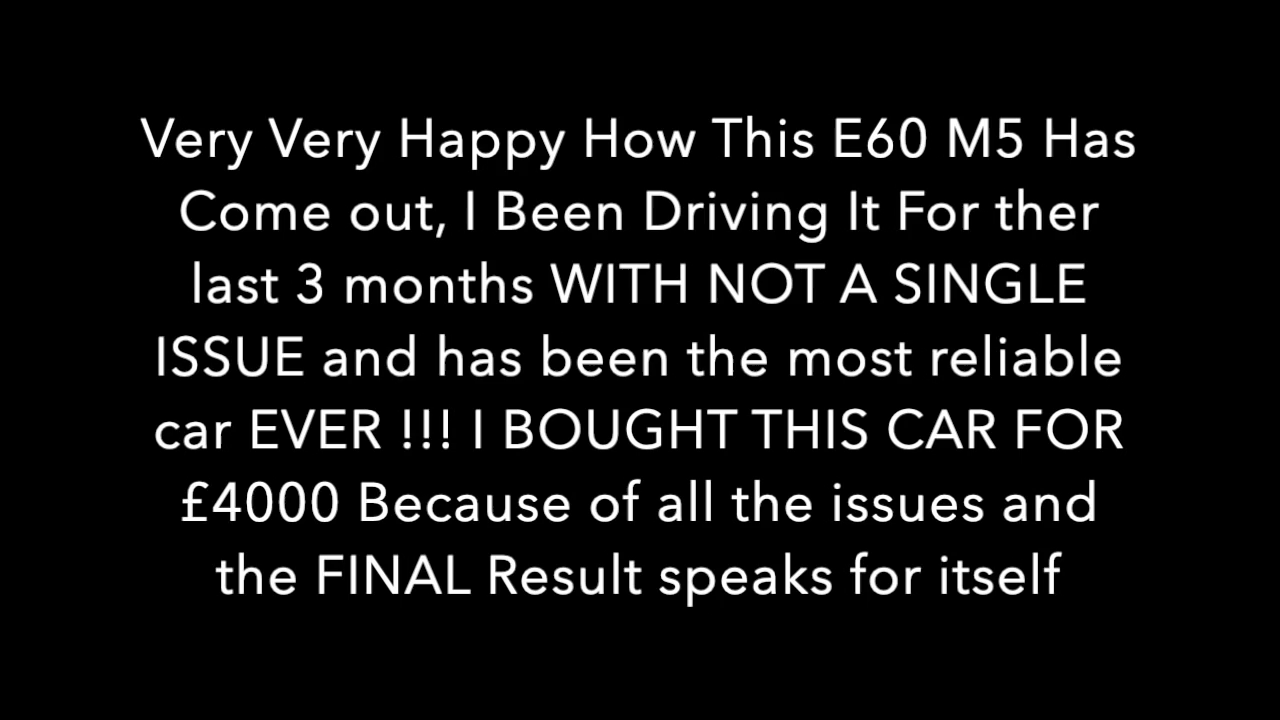 Very Very Happy How This E60 M5 Has
Come out, I Been Driving It For ther
last 3 months WITH NOT A SINGLE
ISSUE and has been the most reliable
car EVER !!! I BOUGHT THIS CAR FOR
£4000 Because of all the issues and
the FINAL Result speaks for itself